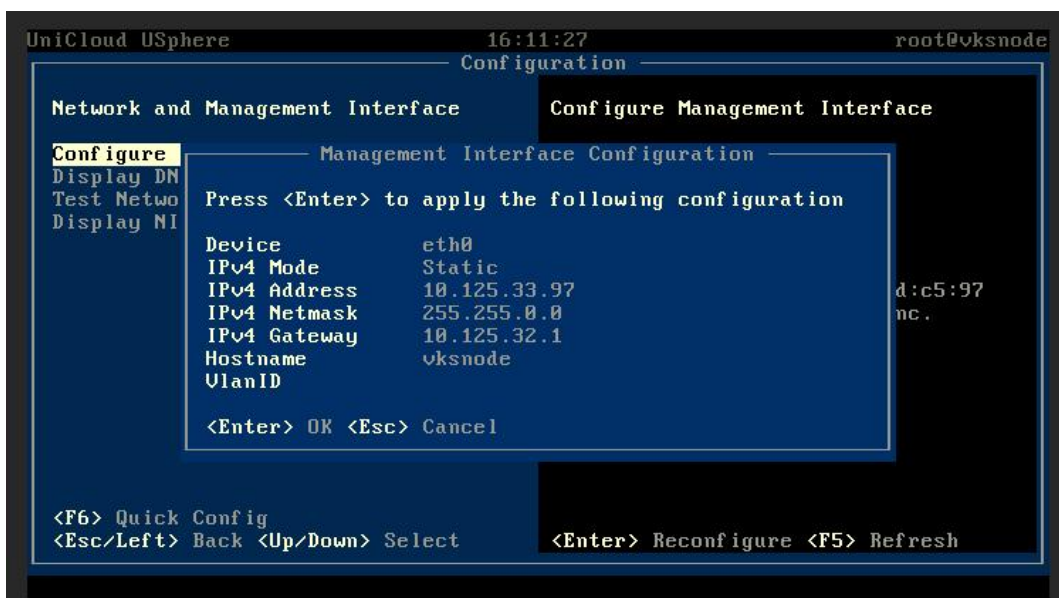 UniCloud USphere 16:11:27 root@vksnode
Configuration
Network and Management Interface Configure Management Interface
Configure
Management Interface Configuration
Display DN
Test Netwo
Press <Enter> to apply the following configuration
Display NI
Device eth0
IPv4 Mode Static
IPv4 Address 10.125.33.97
d:c5:97
IPv4 Netmask 255.255.0.0
nc.
IPv4 Gateway 10.125.32.1
Hostname vksnode
VlanID
<Enter> OK <Esc> Cancel
<F6> Quick Config
<Esc/Left> Back <Up/Down> Select <Enter> Reconfigure <F5> Refresh